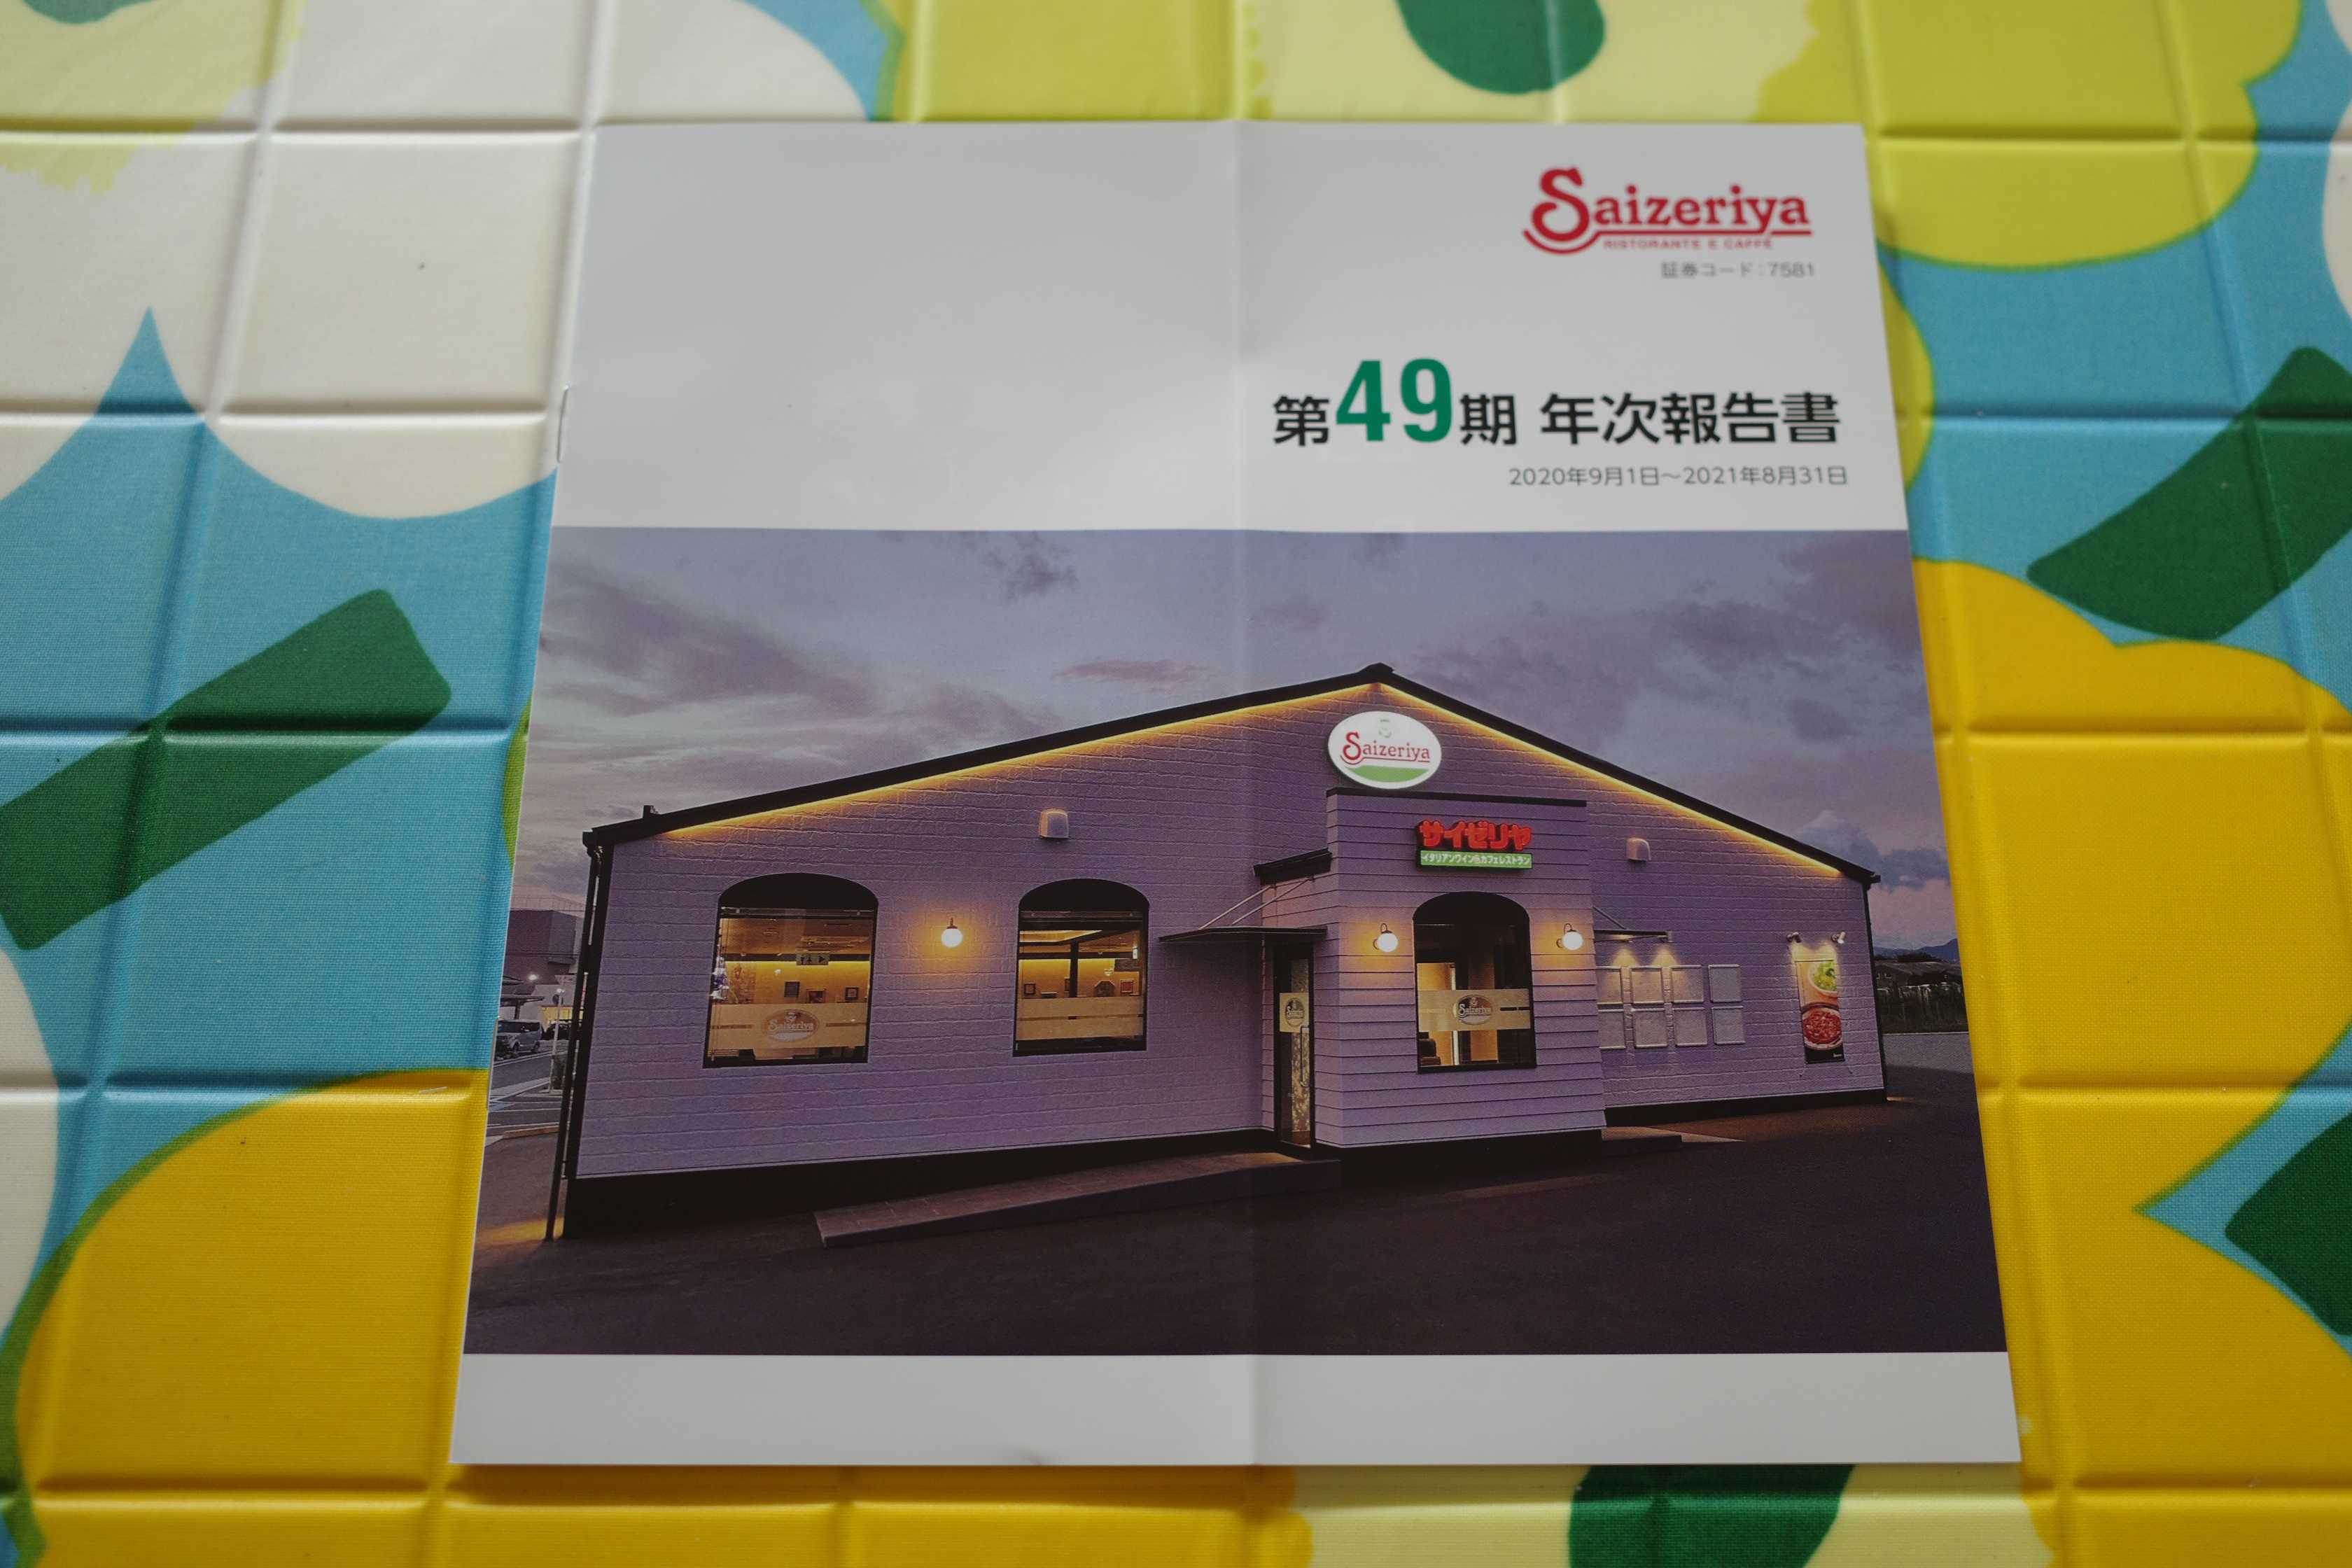 Saizeriya
RISTORANTE E CAFFÈ
証券コード:7581
第49期 年次報告書
2020年9月1日~2021年8月31日
Saizeriya
サイゼリヤ
イタリアンワイン&カフェレストラン
Saizeriya
Saizeriya